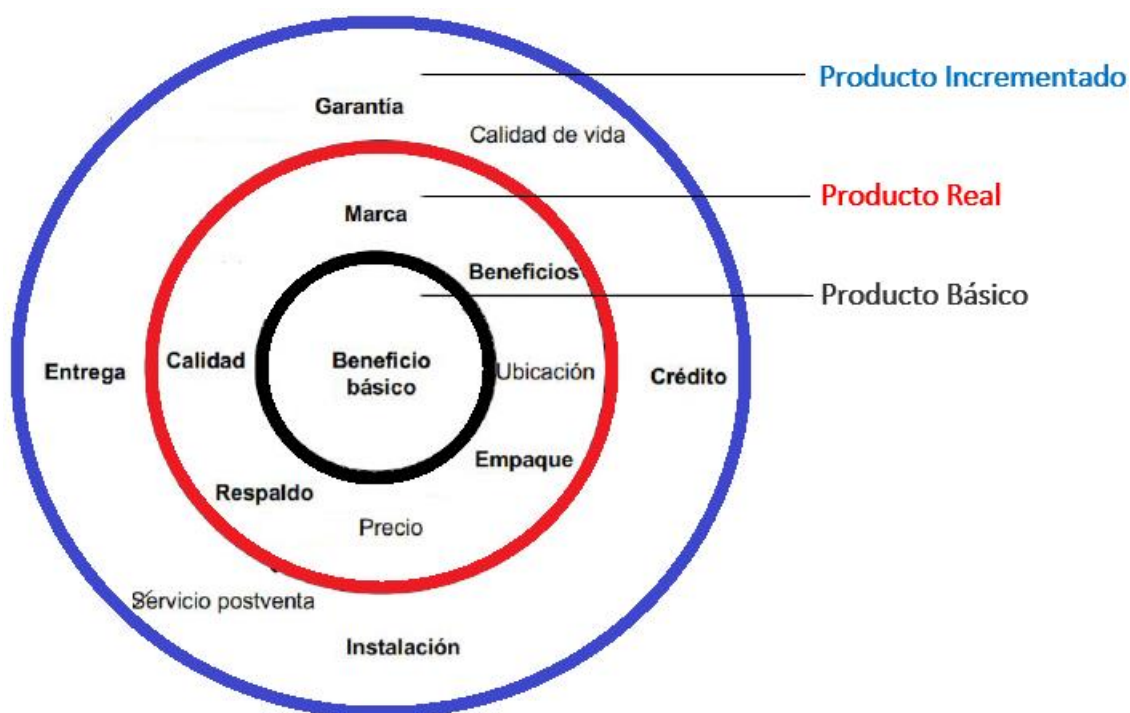 Producto Incrementado
Garantía
Calidad de vida
Producto Real
Marca
Beneficios
Producto Básico
Entrega
Calidad
Beneficio
básico
Ubicación
Crédito
Empaque
Respaldo
Precio
Servicio postventa
Instalación